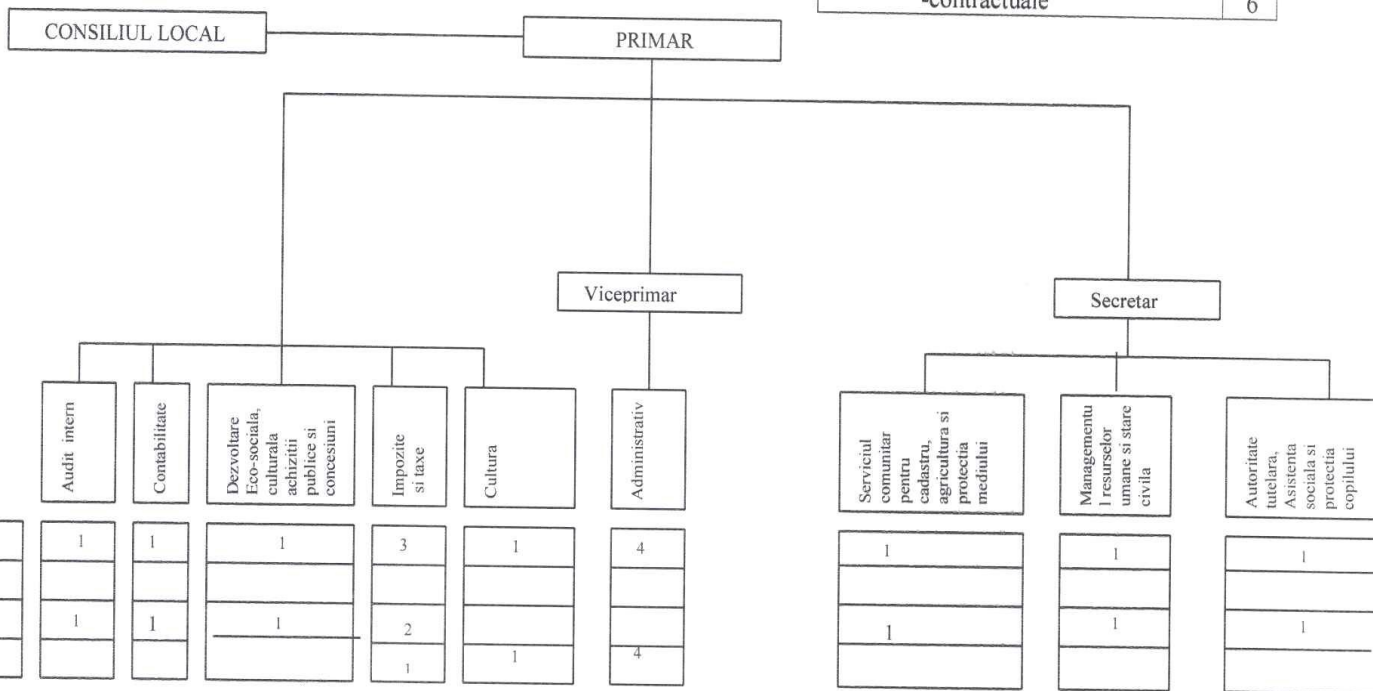 -contractuale 6
CONSILIUL LOCAL
PRIMAR
Viceprimar
Secretar
Audit intern
Contabilitate
Dezvoltare
Eco-sociala,
culturala
achizitii
publice si
concesiuni
Impozite
si taxe
Cultura
Administrativ
Serviciul
comunitar
pentru
cadastru,
agricultura si
protectia
mediului
Managementu
l resurselor
umane si stare
civila
Autoritate
tutelara,
Asistenta
sociala si
protectia
copilului
1 1 1 3 1 4 1 1 1
1 1 1 2 1 1 1
1 1 4